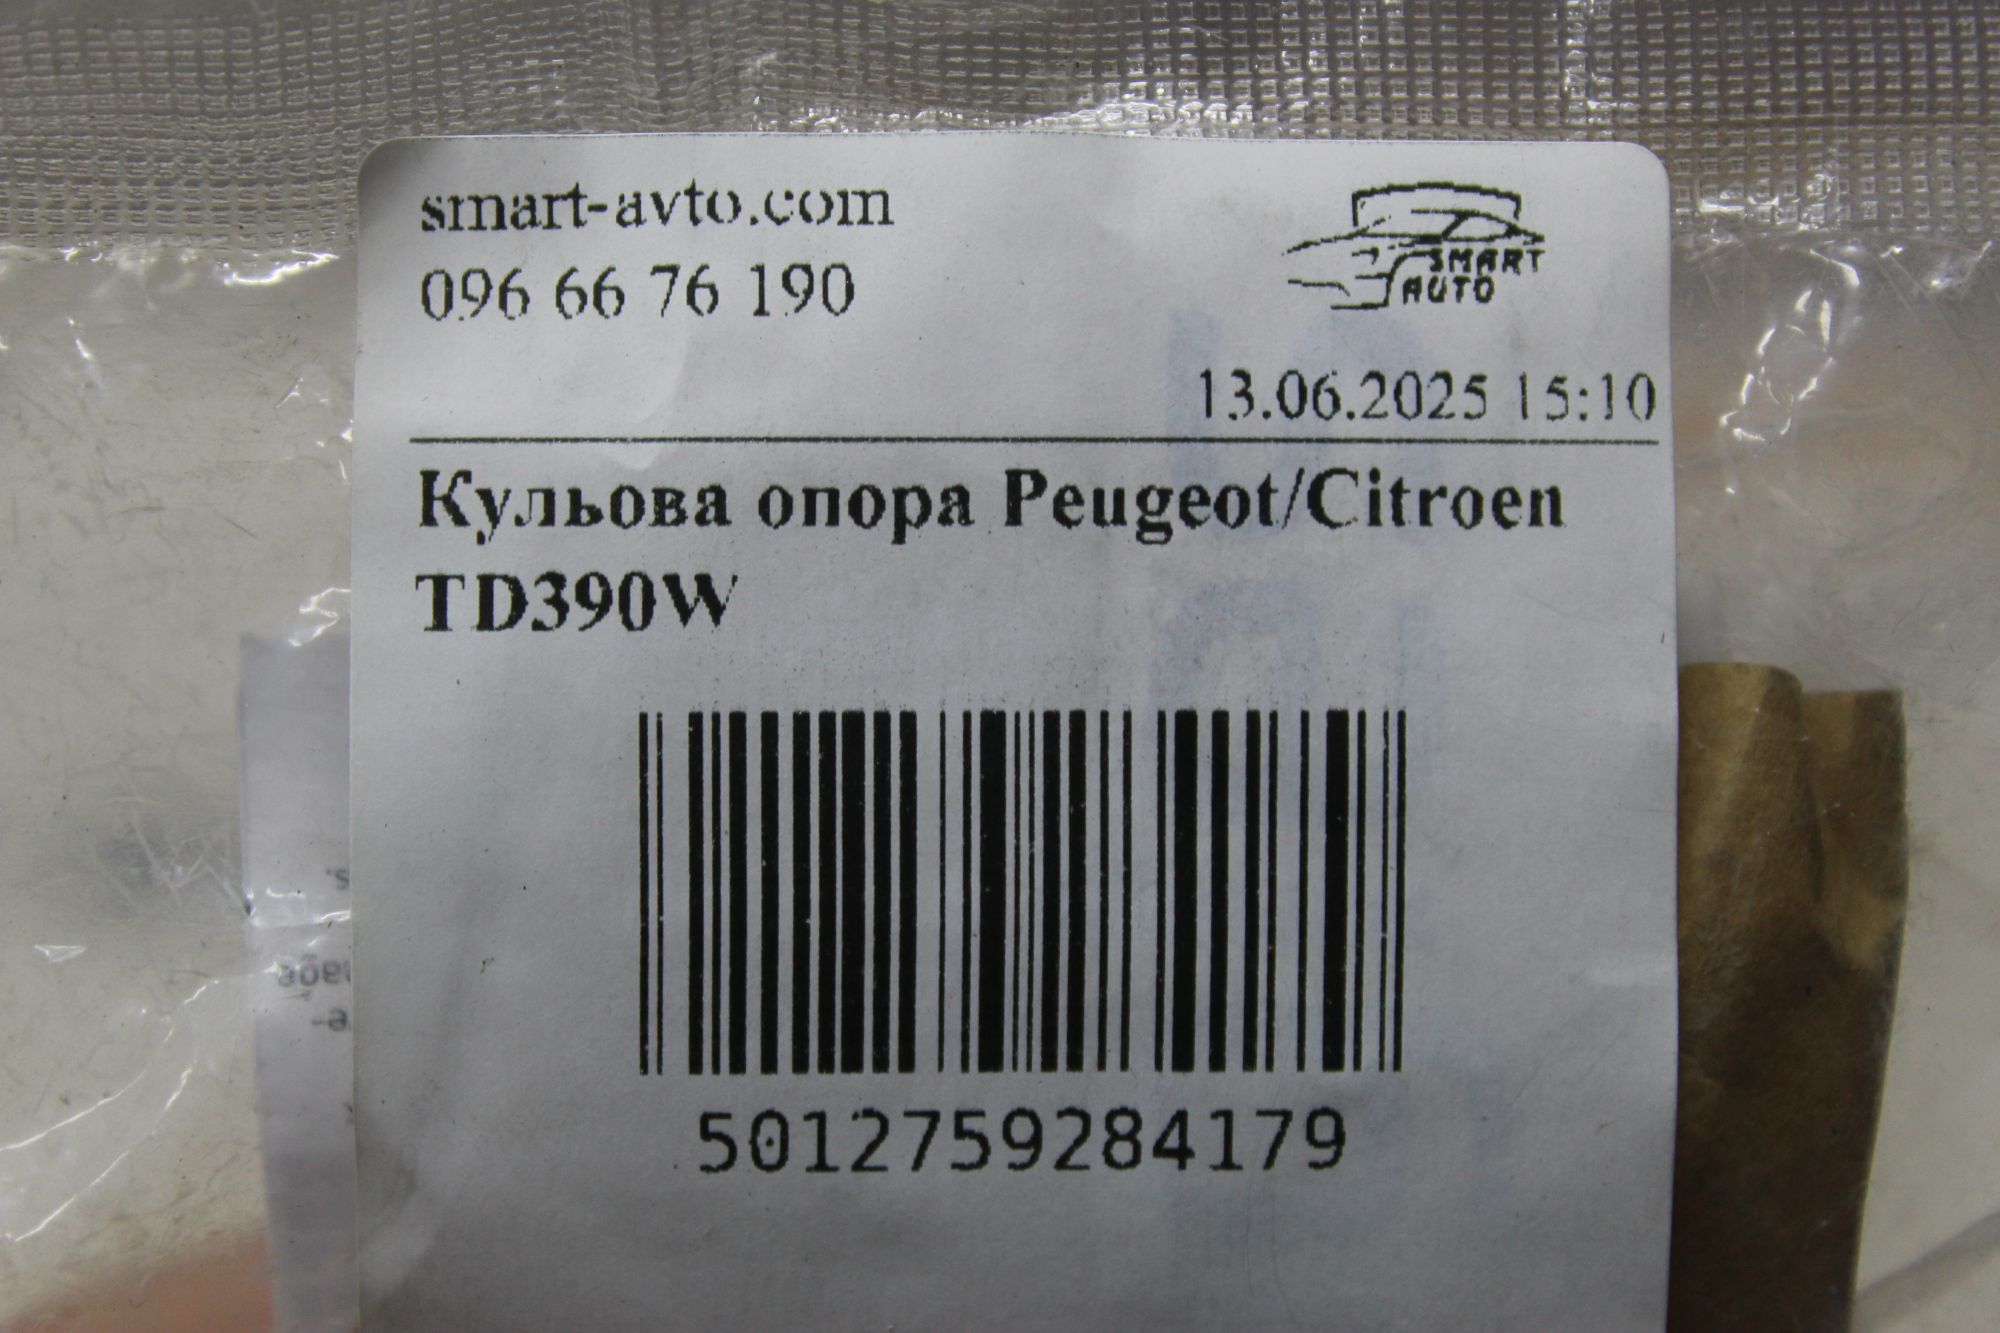 smart-avto.com
096 66 76 190
SMART
AUTO
13.06.2025 15:10
Кульова опора Peugeot/Citroen
TD390W
5012759284179